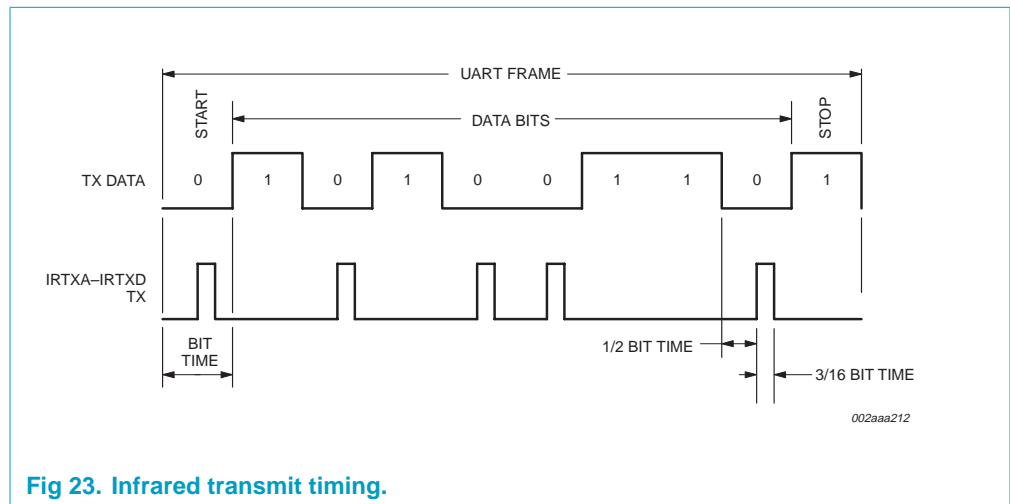 UART FRAME
START
DATA BITS
STOP
TX DATA
0 1 0 1 0 0 1 1 0 1
IRTXA–IRTXD
TX
BIT
TIME
1/2 BIT TIME
3/16 BIT TIME
002aaa212
Fig 23. Infrared transmit timing.